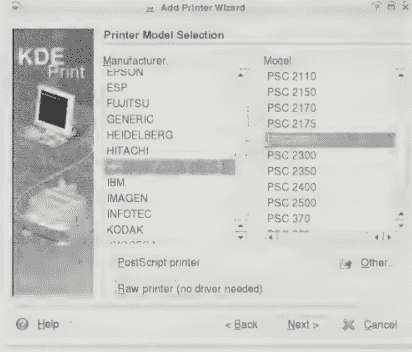 Add Printer Wizard
KDE
Print
Printer Model Selection
Manufacturer.
EPSON
ESP
FUJITSU
GENERIC
HEIDELBERG
HITACHI
IBM
IMAGEN
INFOTEC
KODAK
Model
PSC 2110
PSC 2150
PSC 2170
PSC 2175
PSC 2300
PSC 2350
PSC 2400
PSC 2500
PSC 370
PostScript printer
Other..
Raw printer (no driver needed)
Help
< Back
Next >
Cancel